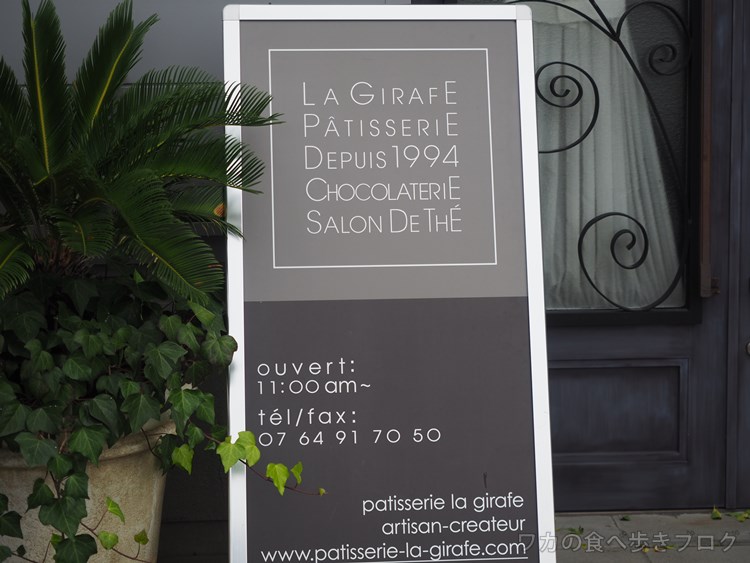 LA GIRAFE
PÂTISSERIE
DEPUIS 1994
CHOCOLATERIE
SALON DE THÉ
ouvert:
11:00 am~
tél/fax:
07 64 91 70 50
patisserie la girafe
artisan-createur
www.patisserie-la-girafe.com
ワカの食べ歩きブログ